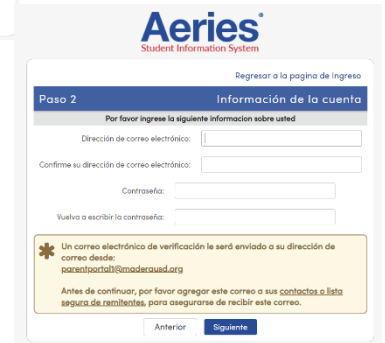 Aeries
Student Information System
Regresar a la pagina de Ingreso
Paso 2 Información de la cuenta
Por favor ingrese la siguiente informacion sobre usted
Dirección de correo electrónico:
Confirme su dirección de correo electrónico:
Contraseña:
Vuelva a escribir la contraseña:
Un correo electrónico de verificación le será enviado a su dirección de
correo desde:
parentportal1@maderausd.org
Antes de continuar, por favor agregar este correo a sus contactos o lista
segura de remitentes, para asegurarse de recibir este correo.
Anterior Siguiente